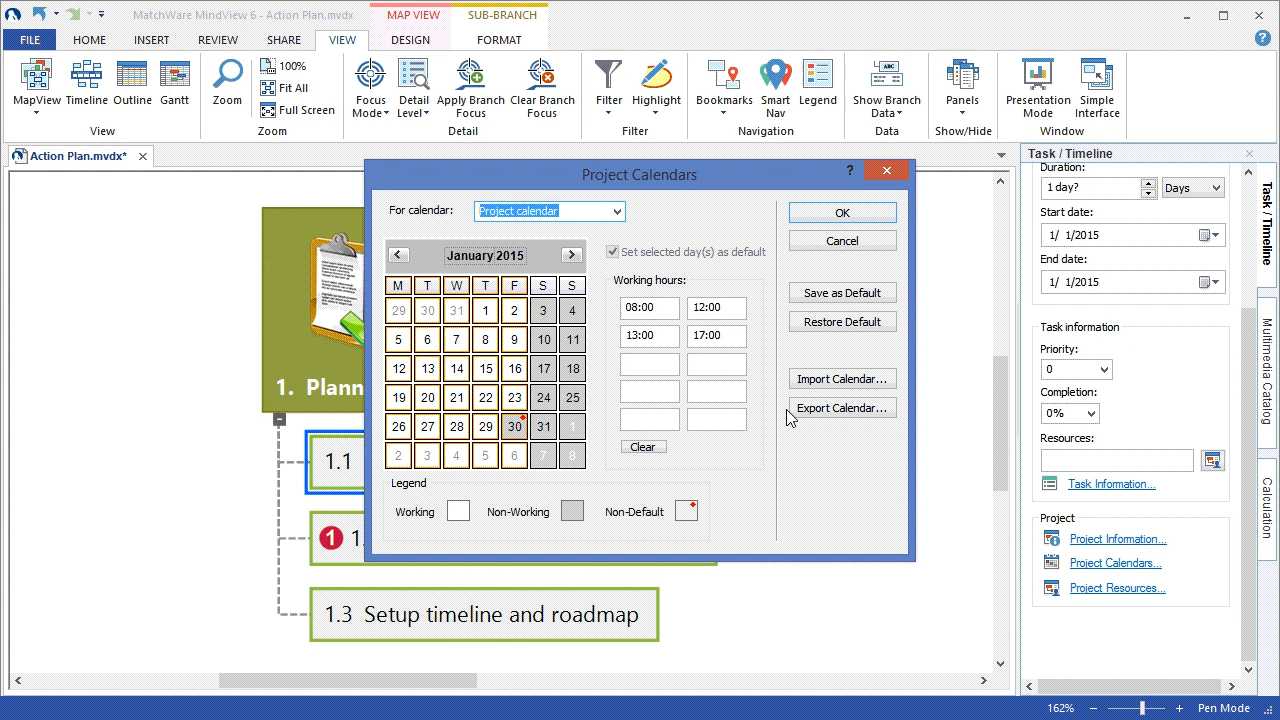 MatchWare MindView 6 - Action Plan.mvdx
MAP VIEW
SUB-BRANCH
FILE
HOME
INSERT
REVIEW
SHARE
VIEW
DESIGN
FORMAT
MapView
Timeline
Outline
Gantt
View
Zoom
100%
Fit All
Full Screen
Zoom
Focus Mode
Detail Level
Apply Branch Focus
Clear Branch Focus
Detail
Filter
Highlight
Filter
Bookmarks
Smart Nav
Legend
Navigation
ABC
Show Branch Data
Data
Panels
Show/Hide
Presentation Mode
Simple Interface
Window
Action Plan.mvdx*
1. Plann
1.1
1
1.
1.3 Setup timeline and roadmap
Project Calendars
?
For calendar:
Project calendar
January 2015
M T W T F S S
29 30 31 1 2 3 4
5 6 7 8 9 10 11
12 13 14 15 16 17 18
19 20 21 22 23 24 25
26 27 28 29 30 31 1
2 3 4 5 6 7 8
Set selected day(s) as default
Working hours:
08:00 12:00
13:00 17:00
Clear
Legend
Working
Non-Working
Non-Default
OK
Cancel
Save as Default
Restore Default
Import Calendar...
Export Calendar...
Task / Timeline
Duration:
1 day?
Days
Start date:
1/ 1/2015
End date:
1/ 1/2015
Task information
Priority:
0
Completion:
0%
Resources:
Task Information...
Project
Project Information...
Project Calendars...
Project Resources...
Task / Timeline
Multimedia Catalog
Calculation
162%
Pen Mode